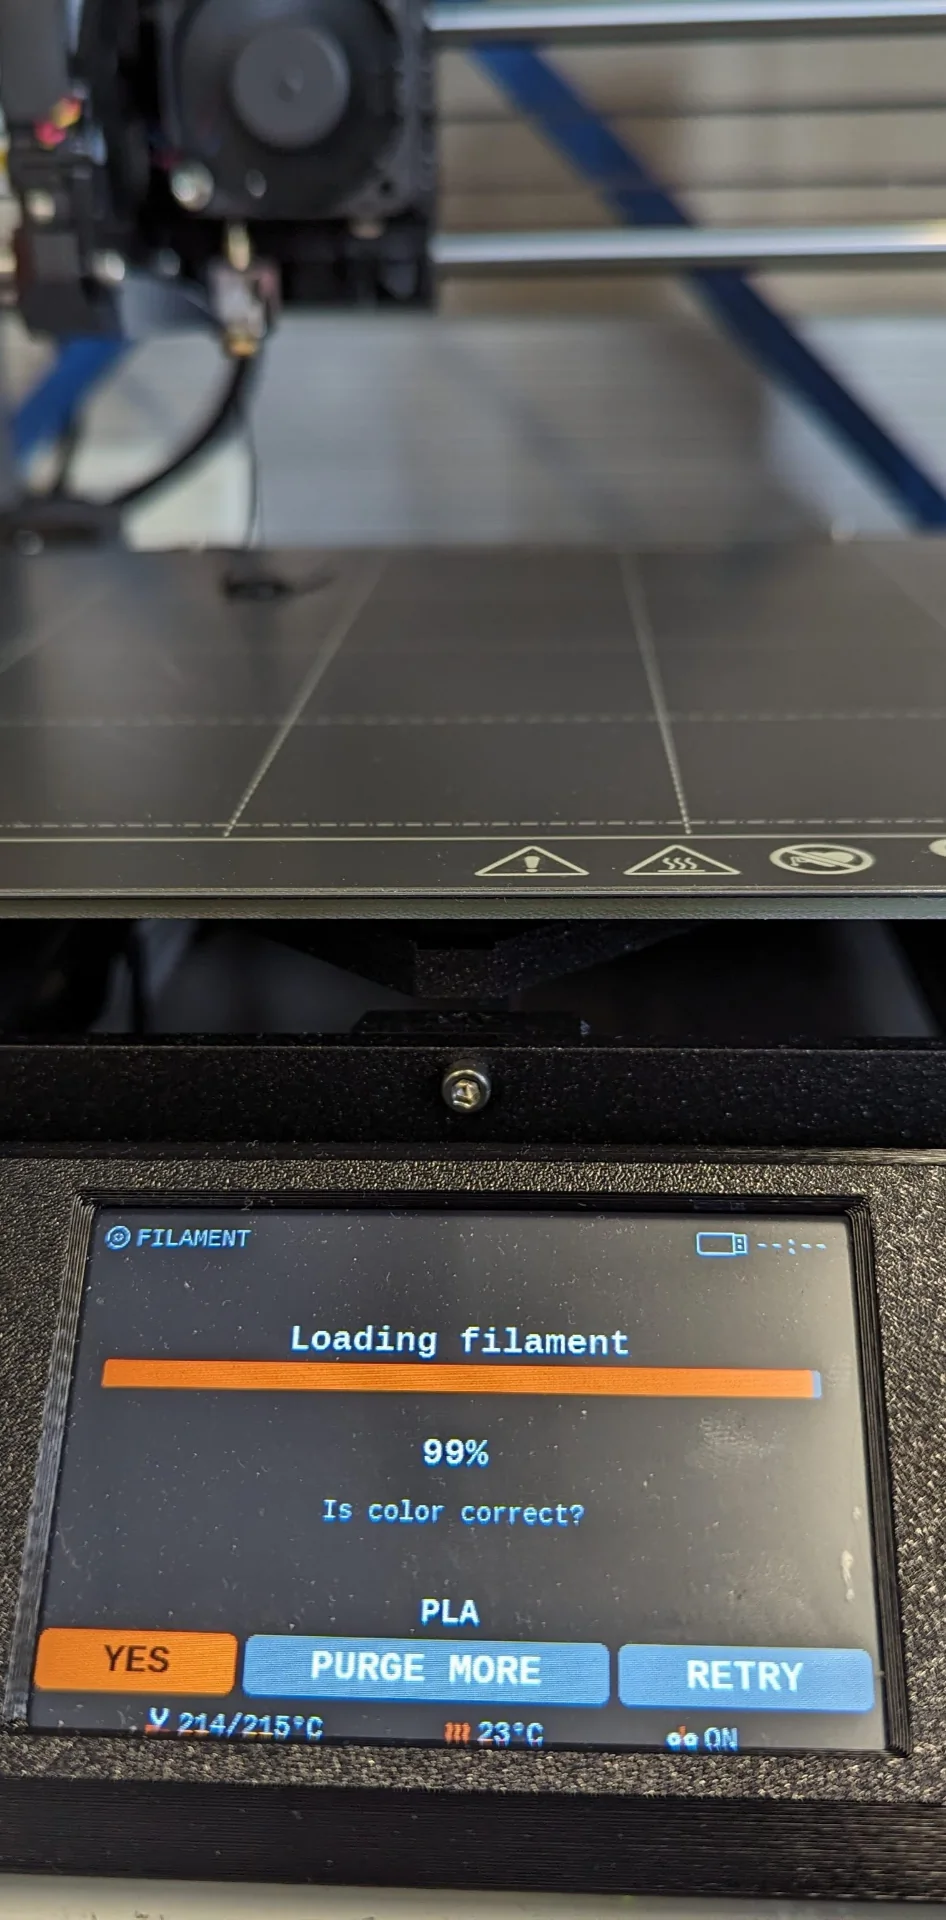 FILAMENT
--:--
Loading filament
99%
Is color correct?
PLA
YES
PURGE MORE
RETRY
214/215°C
23°C
ON